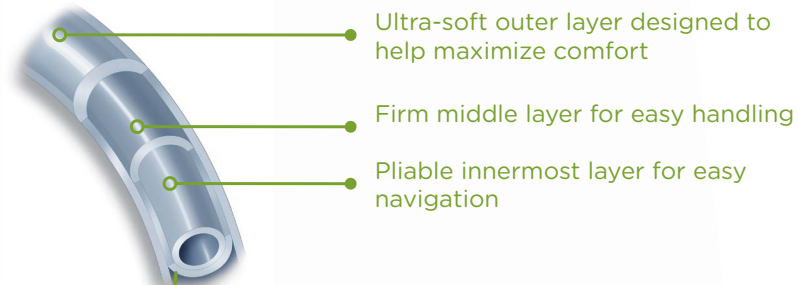 Ultra-soft outer layer designed to
help maximize comfort
Firm middle layer for easy handling
Pliable innermost layer for easy
navigation